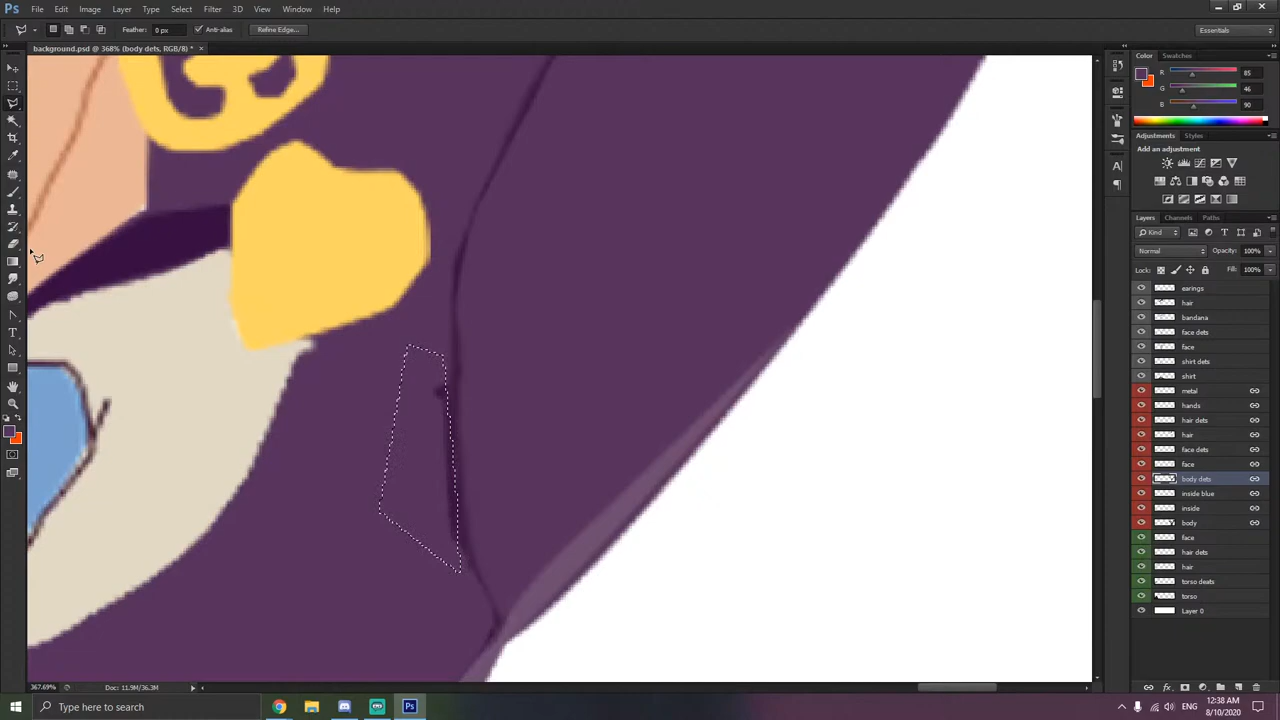 Ps File Edit Image Layer Type Select Filter 3D View Window Help
Feather: 0 px Anti-alias Refine Edge... Essentials
background.psd @ 368% (body dets, RGB/8) * ×
Color Swatches
R 85
G 46
B 90
Adjustments Styles
Add an adjustment
Layers Channels Paths
Kind
Normal Opacity: 100%
Lock: Fill: 100%
earings
hair
bandana
face dets
face
shirt dets
shirt
metal
hands
hair dets
hair
face dets
face
body dets
inside blue
inside
body
face
hair dets
hair
torso deats
torso
Layer 0
367.69% Doc: 11.9M/36.3M
Type here to search Ps ENG 12:38 AM
8/10/2020